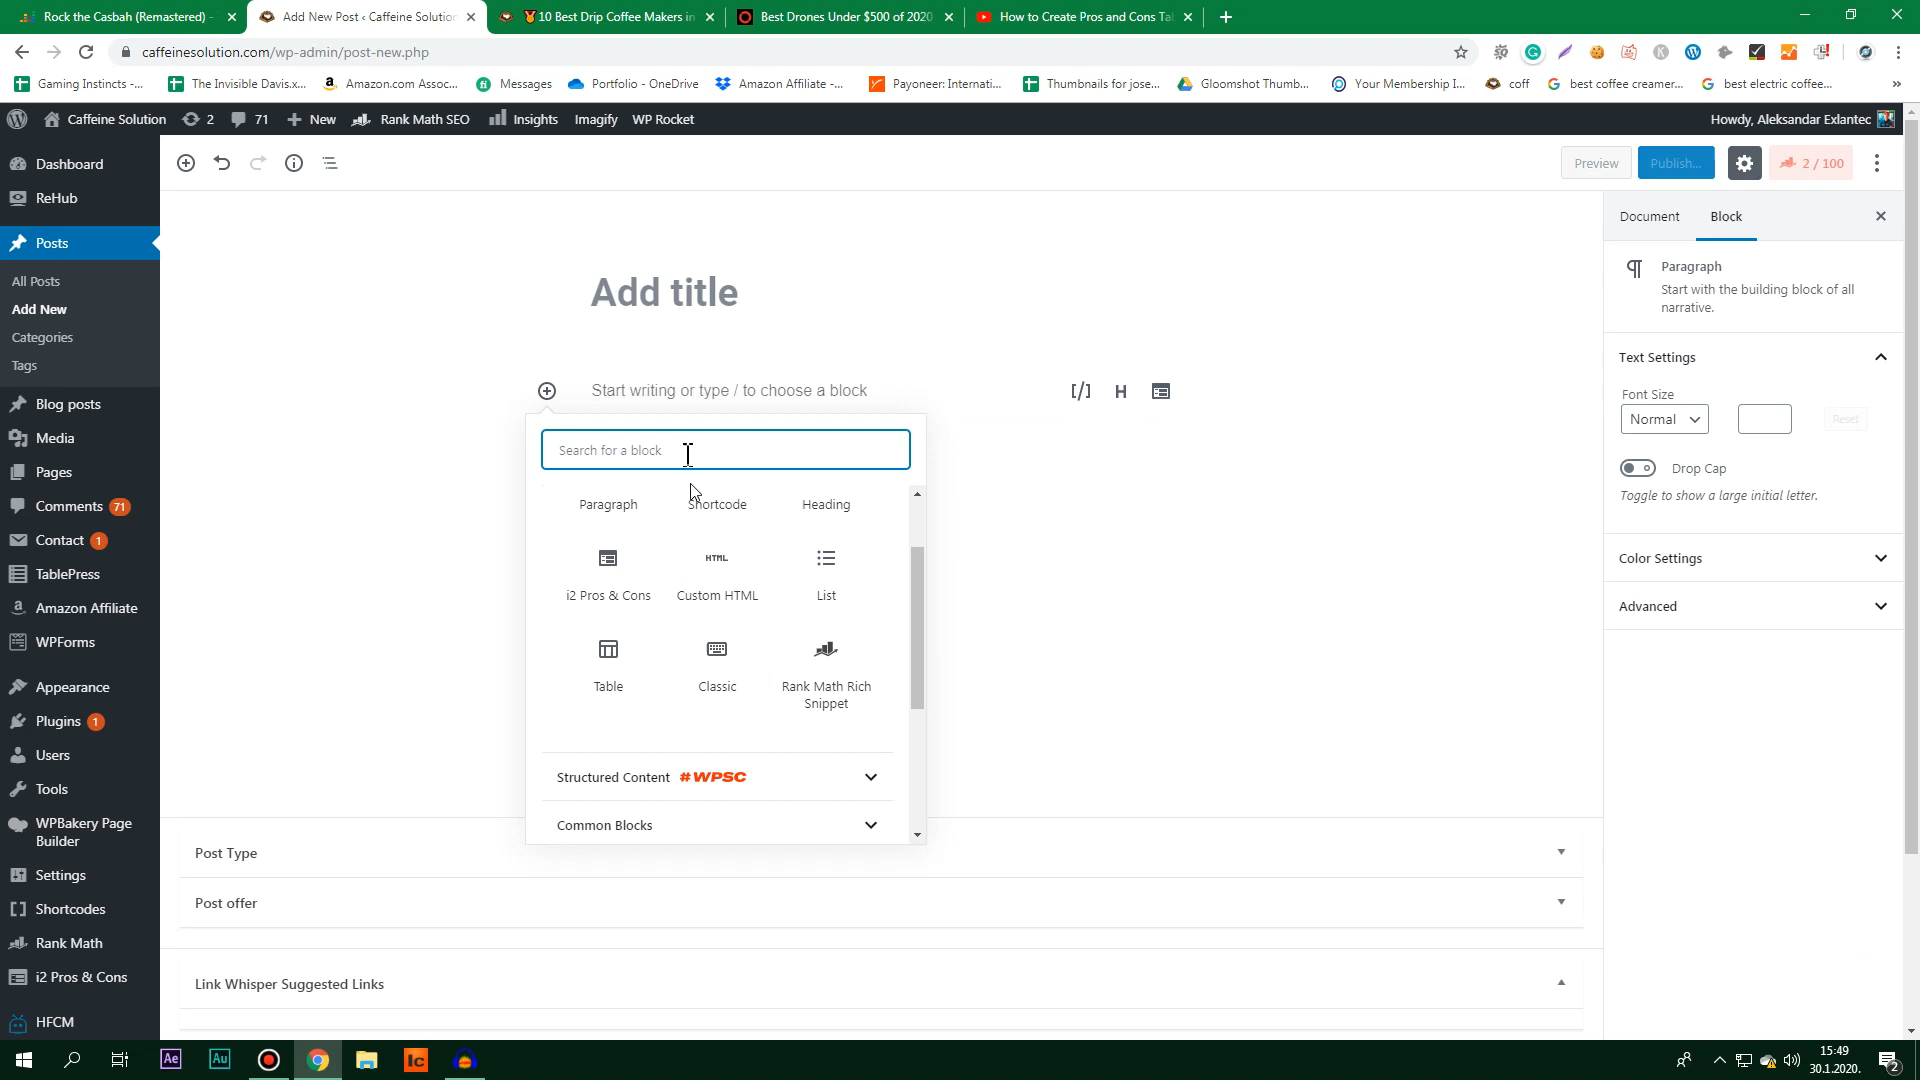 Rock the Casbah (Remastered) -
Add New Post ‹ Caffeine Solution
10 Best Drip Coffee Makers in
Best Drones Under $500 of 2020
How to Create Pros and Cons Ta
caffeinesolution.com/wp-admin/post-new.php
Gaming Instincts -...
The Invisible Davis.x...
Amazon.com Assoc...
Messages
Portfolio - OneDrive
Amazon Affiliate -...
Payoneer: Internati...
Thumbnails for jose...
Gloomshot Thumb...
Your Membership I...
coff
best coffee creamer...
best electric coffee...
»
Caffeine Solution
2
71
New
Rank Math SEO
Insights
Imagify
WP Rocket
Howdy, Aleksandar Exlantec
Dashboard
ReHub
Posts
All Posts
Add New
Categories
Tags
Blog posts
Media
Pages
Comments 71
Contact 1
TablePress
Amazon Affiliate
WPForms
Appearance
Plugins 1
Users
Tools
WPBakery Page
Builder
Settings
Shortcodes
Rank Math
i2 Pros & Cons
HFCM
Preview
Publish...
2 / 100
Add title
Start writing or type / to choose a block
[/]
H
Search for a block
Paragraph
Shortcode
Heading
i2 Pros & Cons
HTML
Custom HTML
List
Table
Classic
Rank Math Rich
Snippet
Structured Content #WPSC
Common Blocks
Post Type
Post offer
Link Whisper Suggested Links
Document
Block
Paragraph
Start with the building block of all
narrative.
Text Settings
Font Size
Normal
Reset
Drop Cap
Toggle to show a large initial letter.
Color Settings
Advanced
Ae
Au
Ic
15:49
30.1.2020.
2